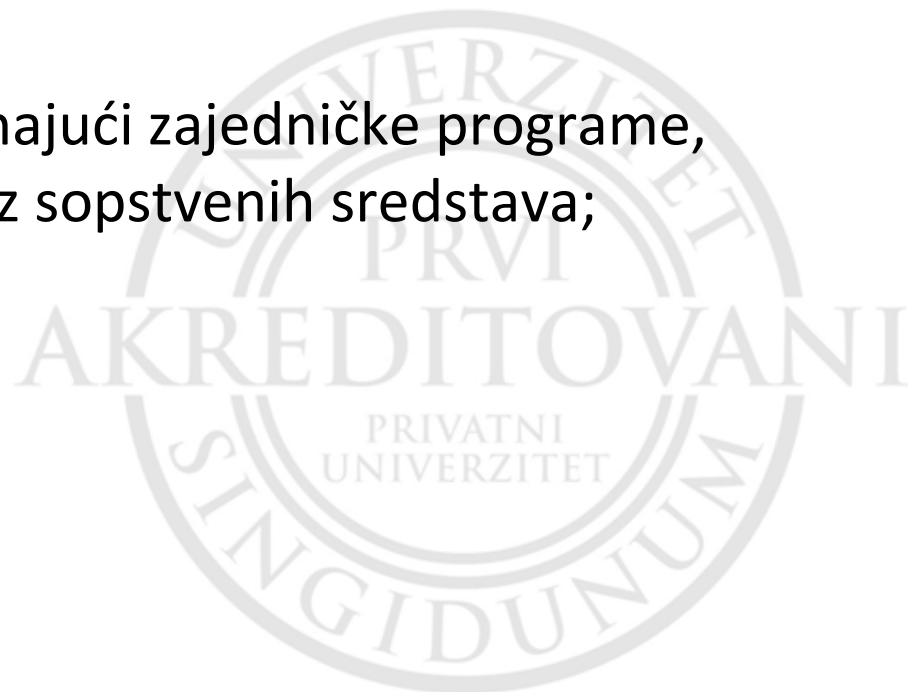 najući zajedničke programe,
z sopstvenih sredstava;
UNIVERZITET
PRVI
AKREDITOVANI
PRIVATNI
UNIVERZITET
SINGIDUNUM